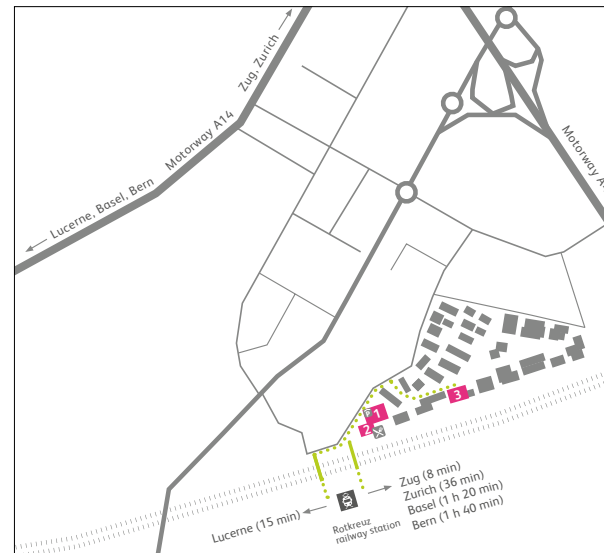 Zug, Zurich
Motorway A14
Lucerne, Basel, Bern
Motorway A
3
1
2
Zug (8 min)
Zurich (36 min)
Basel (1 h 20 min)
Bern (1 h 40 min)
Lucerne (15 min)
Rotkreuz
railway station